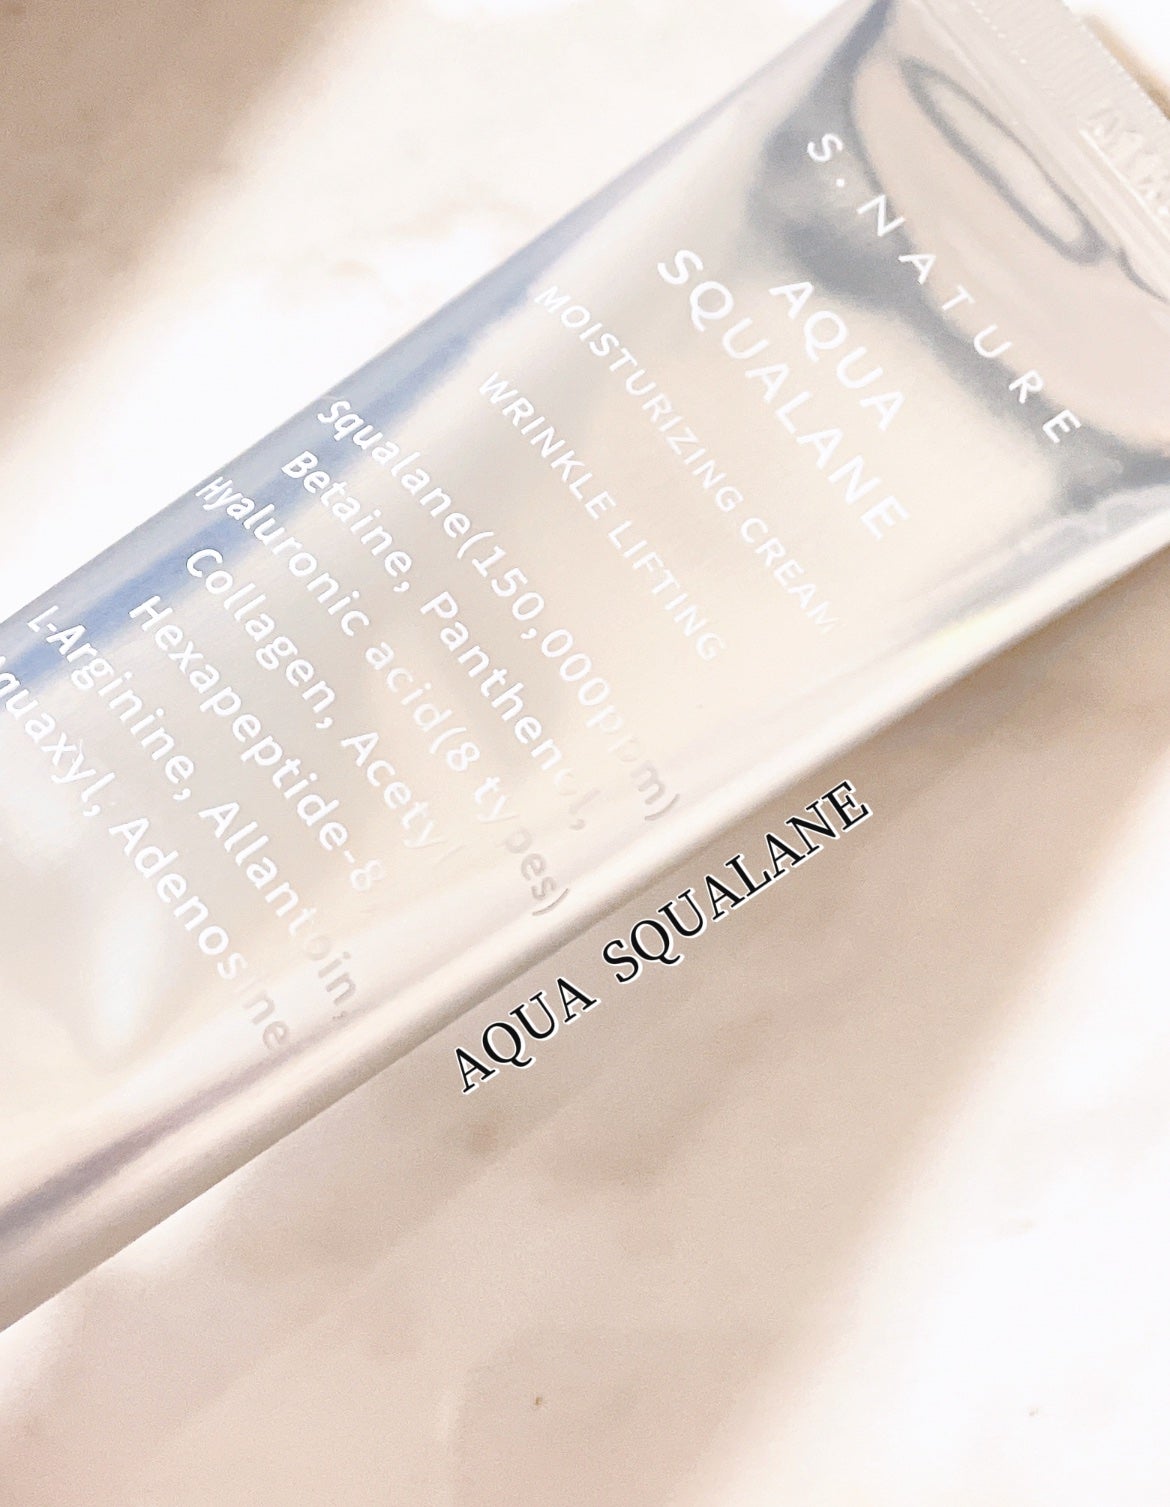 S·NATURE
AQUA
SQUALANE
MOISTURIZING CREAM
WRINKLE LIFTING
Squalane(150,000ppm)
Betaine, Panthenol,
Hyaluronic acid(8 types)
Collagen, Acetyl
Hexapeptide-8
L-Arginine, Allantoin,
Aquaxyl, Adenosine
AQUA SQUALANE